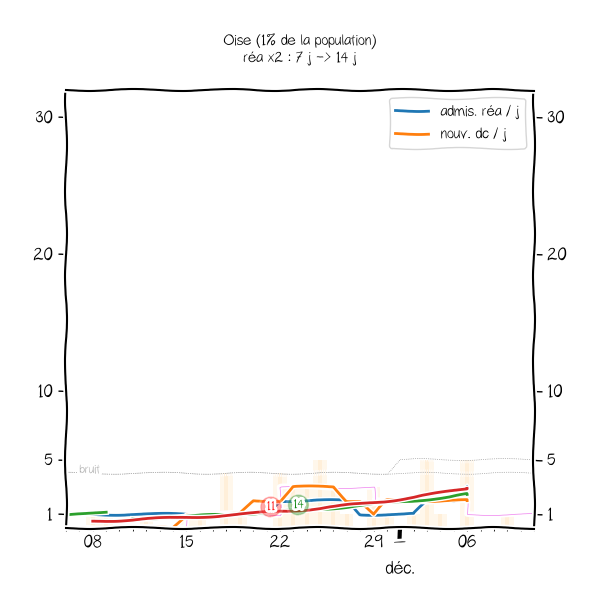 Oise (1% de la population)
réa x2 : 7 j -> 14 j
admis. réa / j
nouv. dc / j
30 30
20 20
10 10
5 5
bruit
1 1
11 14
08 15 22 29 06
déc.